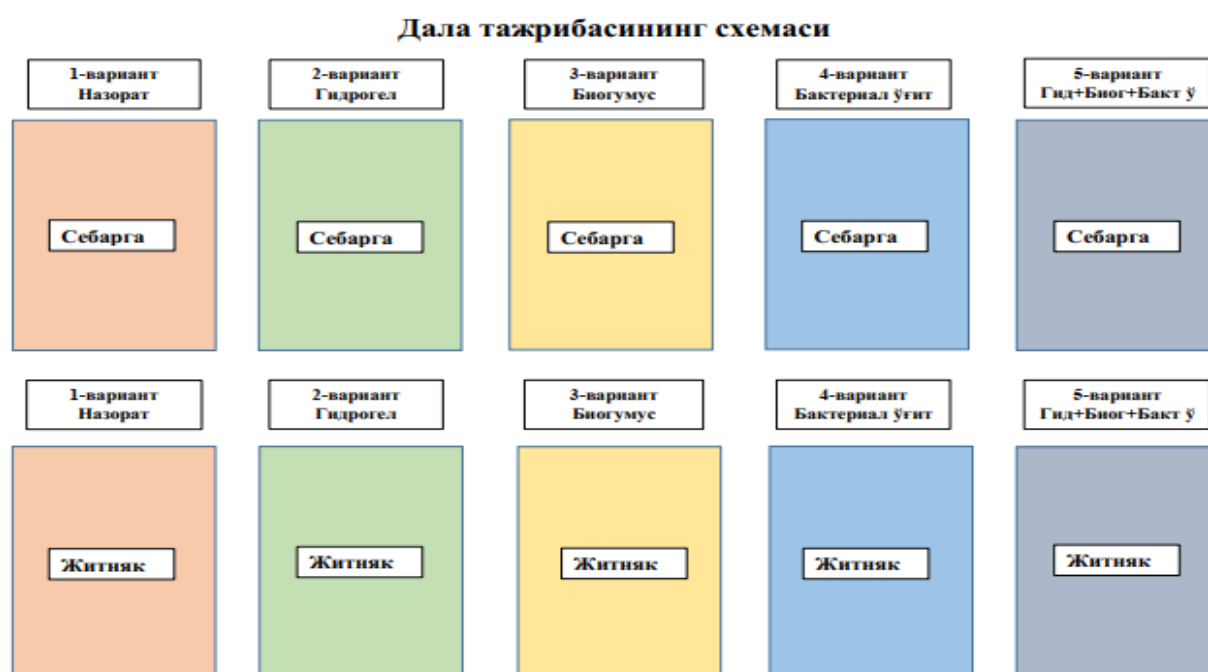 Дала тажрибасининг схемаси
1-вариант
Назорат
2-вариант
Гидрогел
3-вариант
Биогумус
4-вариант
Бактериал ўғит
5-вариант
Гид+Биог+Бакт ў
Себарга
Себарга
Себарга
Себарга
Себарга
1-вариант
Назорат
2-вариант
Гидрогел
3-вариант
Биогумус
4-вариант
Бактериал ўғит
5-вариант
Гид+Биог+Бакт ў
Житняк
Житняк
Житняк
Житняк
Житняк